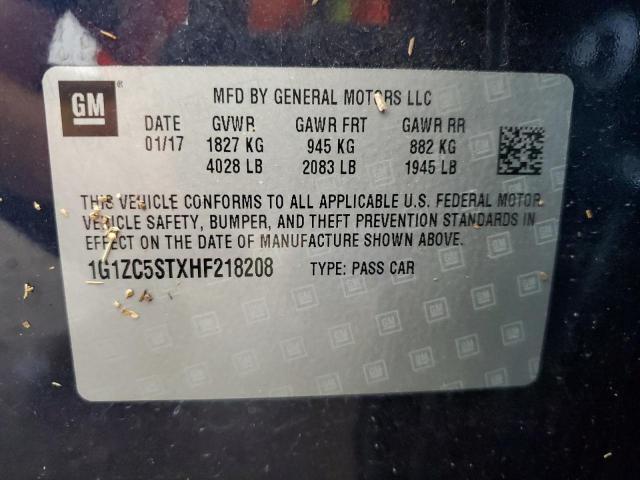 GM ® MFD BY GENERAL MOTORS LLC
DATE GVWR GAWR FRT GAWR RR
01/17 1827 KG 945 KG 882 KG
4028 LB 2083 LB 1945 LB
THIS VEHICLE CONFORMS TO ALL APPLICABLE U.S. FEDERAL MOTOR
VEHICLE SAFETY, BUMPER, AND THEFT PREVENTION STANDARDS IN
EFFECT ON THE DATE OF MANUFACTURE SHOWN ABOVE.
1G1ZC5STXHF218208 TYPE: PASS CAR